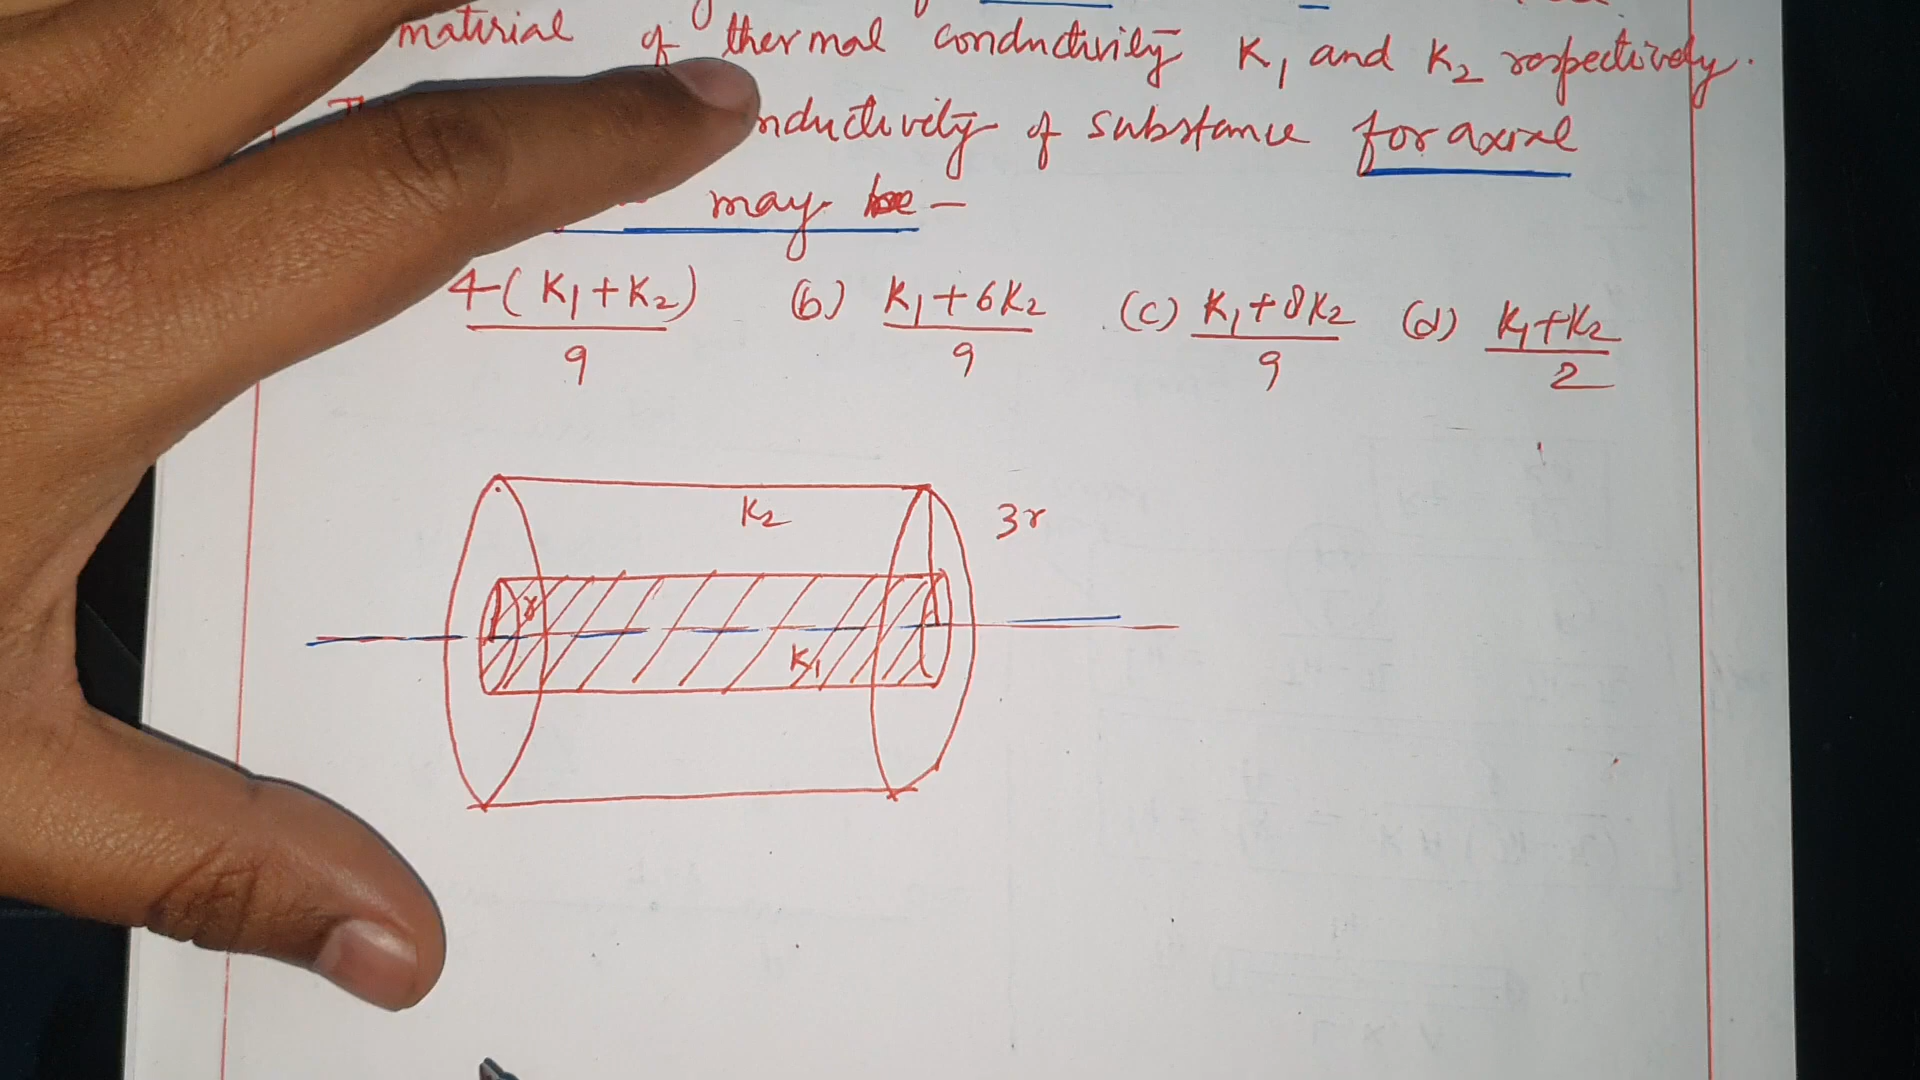 material of thermal conductivity K1 and K2 respectively.
nductivity of substance for axial
may be -
4(K1+K2)/9 (b) K1+6K2/9 (c) K1+8K2/9 (d) K1+K2/2
K2
3r
r
K1